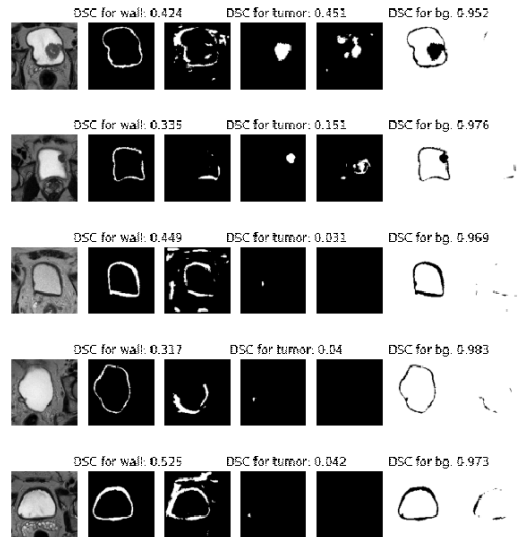 DSC for wall: 0.424 DSC for tumor: 0.451 DSC for bg. 0.952
DSC for wall: 0.335 DSC for tumor: 0.151 DSC for bg. 0.976
DSC for wall: 0.449 DSC for tumor: 0.031 DSC for bg. 0.969
DSC for wall: 0.317 DSC for tumor: 0.04 DSC for bg. 0.983
DSC for wall: 0.525 DSC for tumor: 0.042 DSC for bg. 0.973